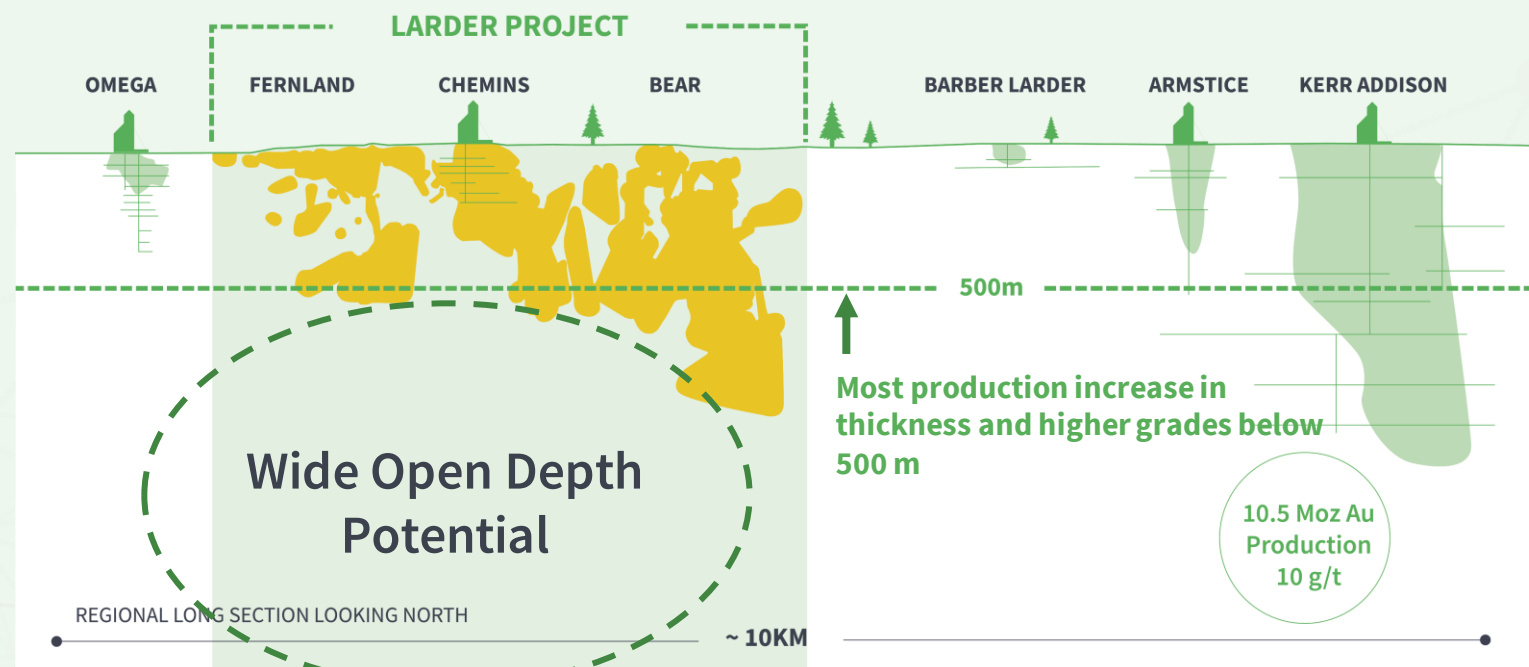 LARDER PROJECT
OMEGA
FERNLAND
CHEMINS
BEAR
BARBER LARDER
ARMSTICE
KERR ADDISON
500m
Most production increase in
thickness and higher grades below
500 m
Wide Open Depth
Potential
10.5 Moz Au
Production
10 g/t
REGIONAL LONG SECTION LOOKING NORTH
~ 10KM